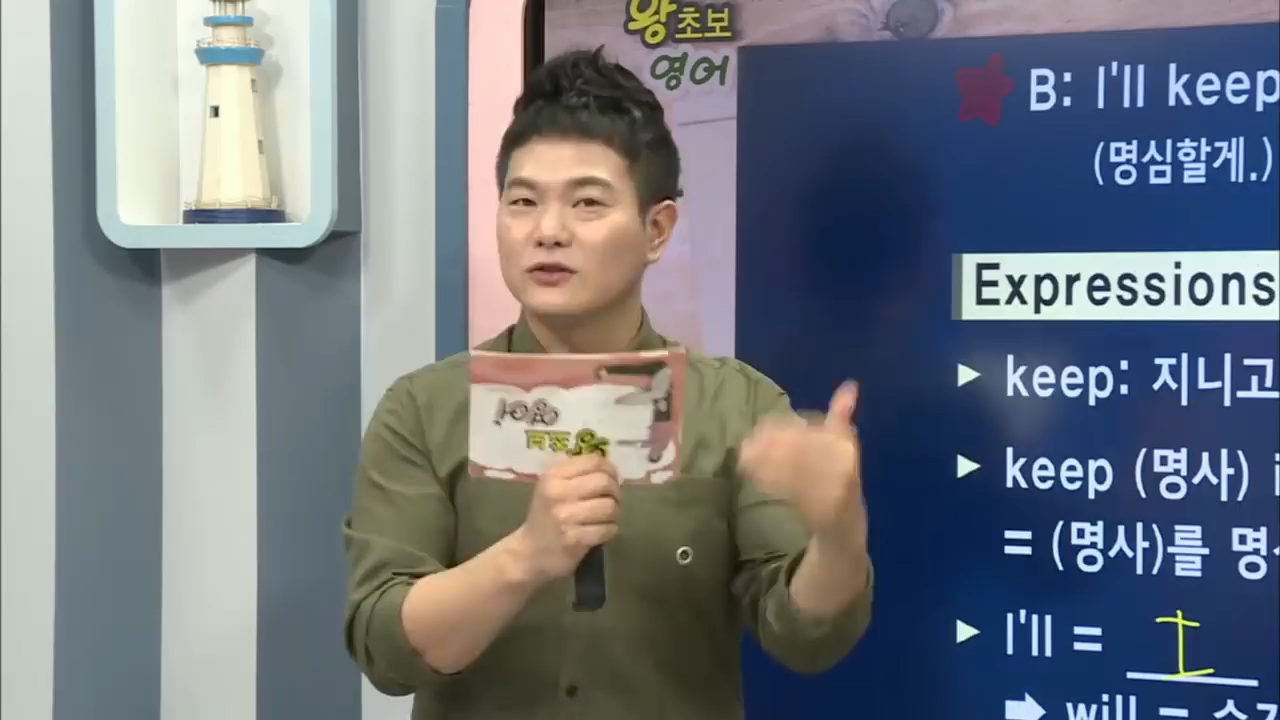 왕초보
영어
B: I'll keep
(명심할게.)
Expressions
▶ keep: 지니고
▶ keep (명사) i
= (명사)를 명
▶ I'll = I
➡ will =